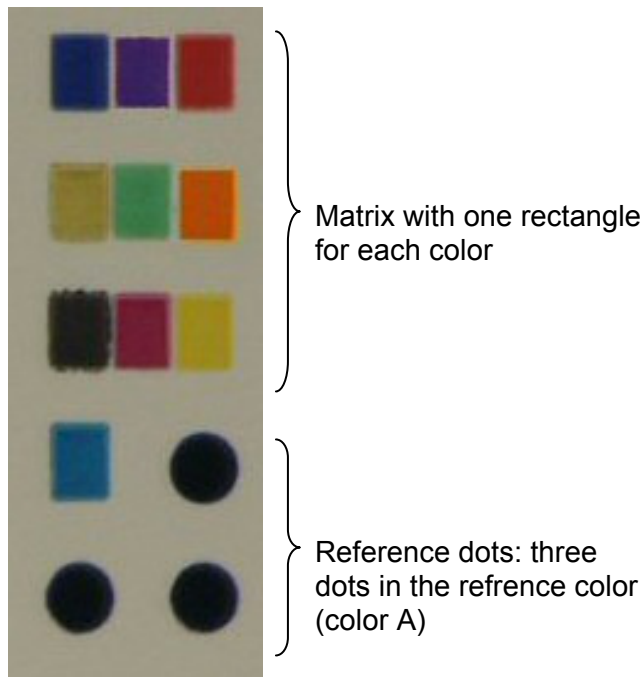 Matrix with one rectangle
for each color
Reference dots: three
dots in the refrence color
(color A)